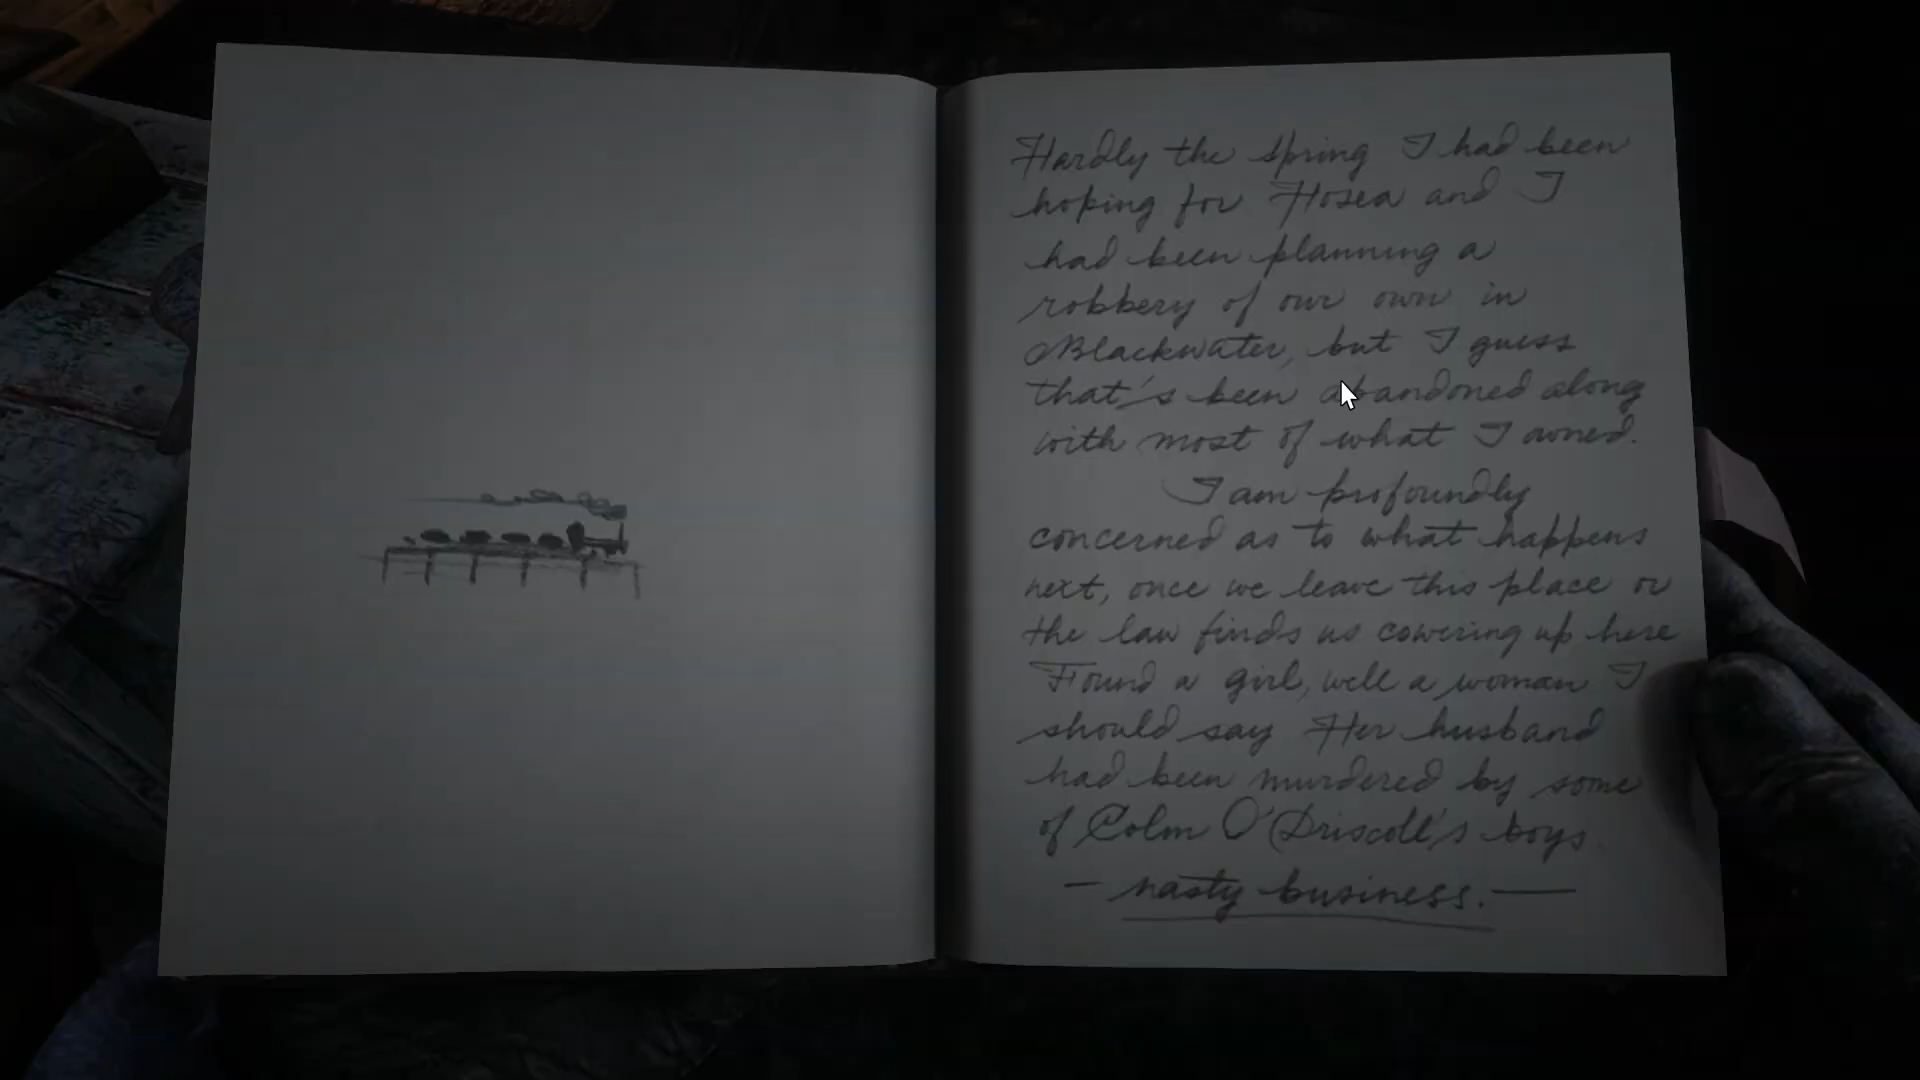 Hardly the spring I had been
hoping for Hosea and I
had been planning a
robbery of our own in
Blackwater, but I guess
that's been abandoned along
with most of what I owned.
I am profoundly
concerned as to what happens
next, once we leave this place or
the law finds us cowering up here
Found a girl, well a woman I
should say Her husband
had been murdered by some
of Colm O'Driscoll's boys
- nasty business. -